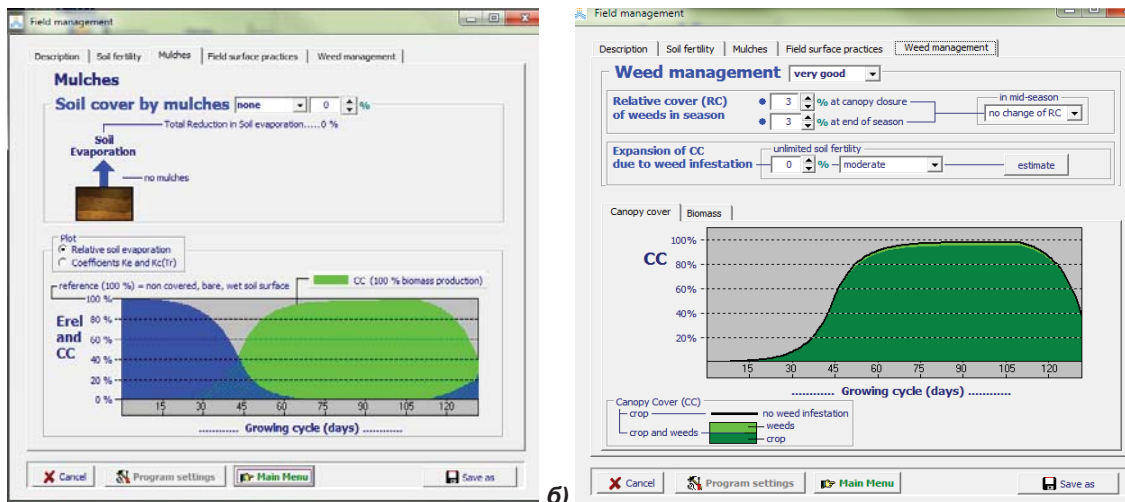 Field management
Description Soil fertility Mulches Field surface practices Weed management
Mulches
Soil cover by mulches none 0 %
Total Reduction in Soil evaporation.....0 %
Soil
Evaporation
no mulches
Plot
Relative soil evaporation
Coefficients Ke and Kc(Tr)
CC (100 % biomass production)
reference (100 %) = non covered, bare, wet soil surface
100 %
Erel 80 %
and 60 %
CC 40 %
20 %
0 %
15 30 45 60 75 90 105 120
............ Growing cycle (days) ............
Cancel Program settings Main Menu Save as
б)
Field management
Description Soil fertility Mulches Field surface practices Weed management
Weed management very good
Relative cover (RC) 3 % at canopy closure in mid-season
of weeds in season 3 % at end of season no change of RC
Expansion of CC unlimited soil fertility
due to weed infestation 0 % moderate estimate
Canopy cover Biomass
100%
CC 80%
60%
40%
20%
15 30 45 60 75 90 105 120
............ Growing cycle (days) ............
Canopy Cover (CC)
crop no weed infestation
weeds
crop and weeds crop
Cancel Program settings Main Menu Save as